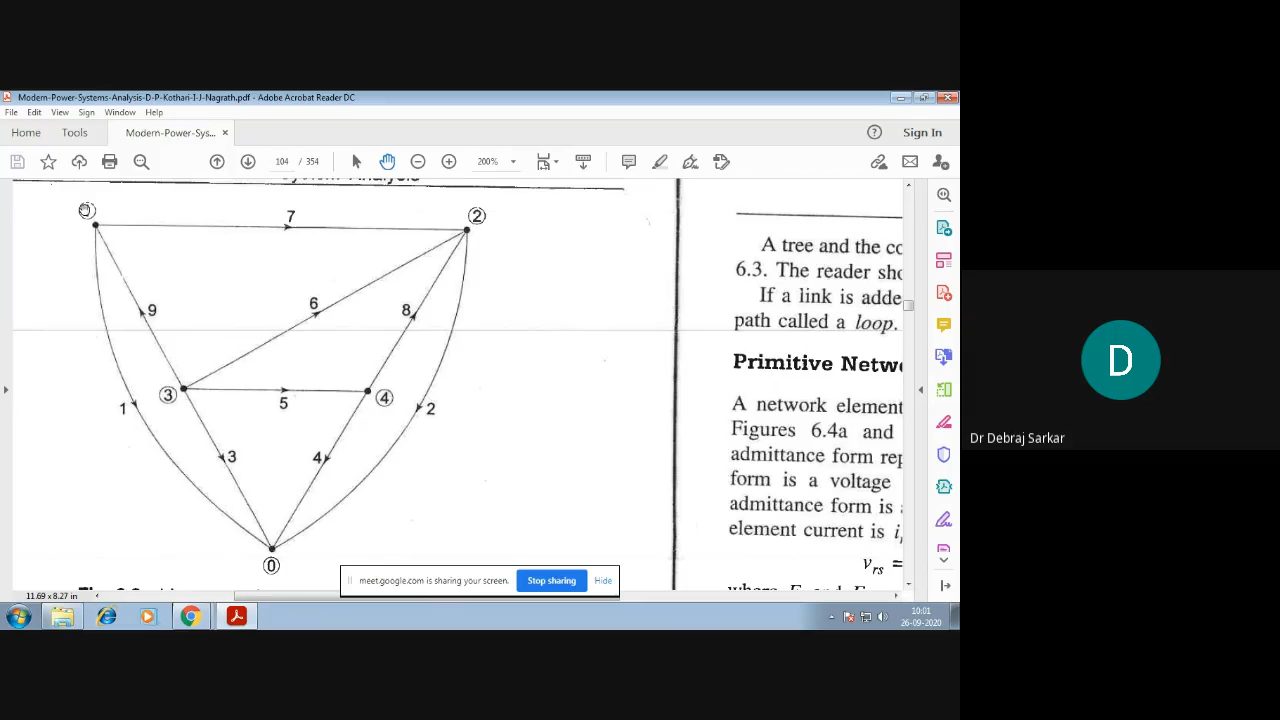 Modern-Power-Systems-Analysis-D-P-Kothari-I-J-Nagrath.pdf - Adobe Acrobat Reader DC
File Edit View Sign Window Help
Home Tools Modern-Power-Sys... × Sign In
104 / 354 200%
7
2
9
6
8
3
5
4
1
2
3
4
0
A tree and the co
6.3. The reader sho
If a link is adde
path called a loop.
Primitive Netw
A network element
Figures 6.4a and
admittance form rep
form is a voltage
admittance form is
element current is i
v_rs =
meet.google.com is sharing your screen. Stop sharing Hide
11.69 x 8.27 in
10:01
26-09-2020
D
Dr Debraj Sarkar